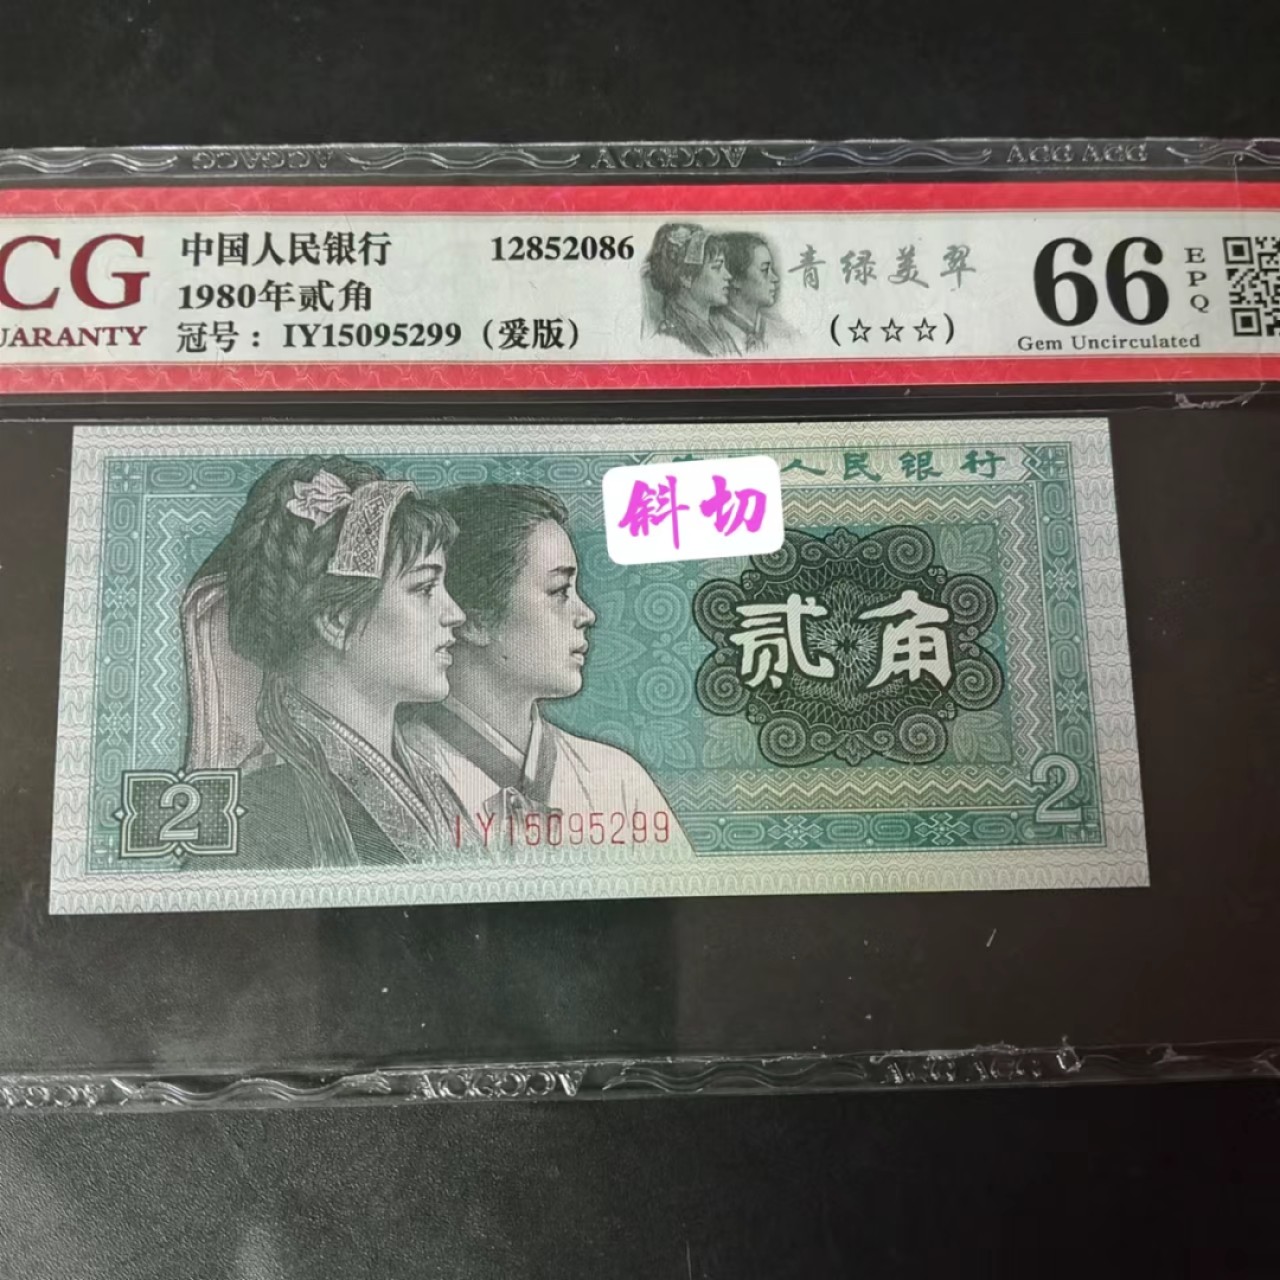 ACG ACG
CG
UARANTY
中国人民银行
1980年贰角
冠号：IY15095299（爱版）
12852086
青绿美翠
(☆☆☆)
66
EPQ
Gem Uncirculated
人民银行
斜切
贰角
2
2
IY15095299